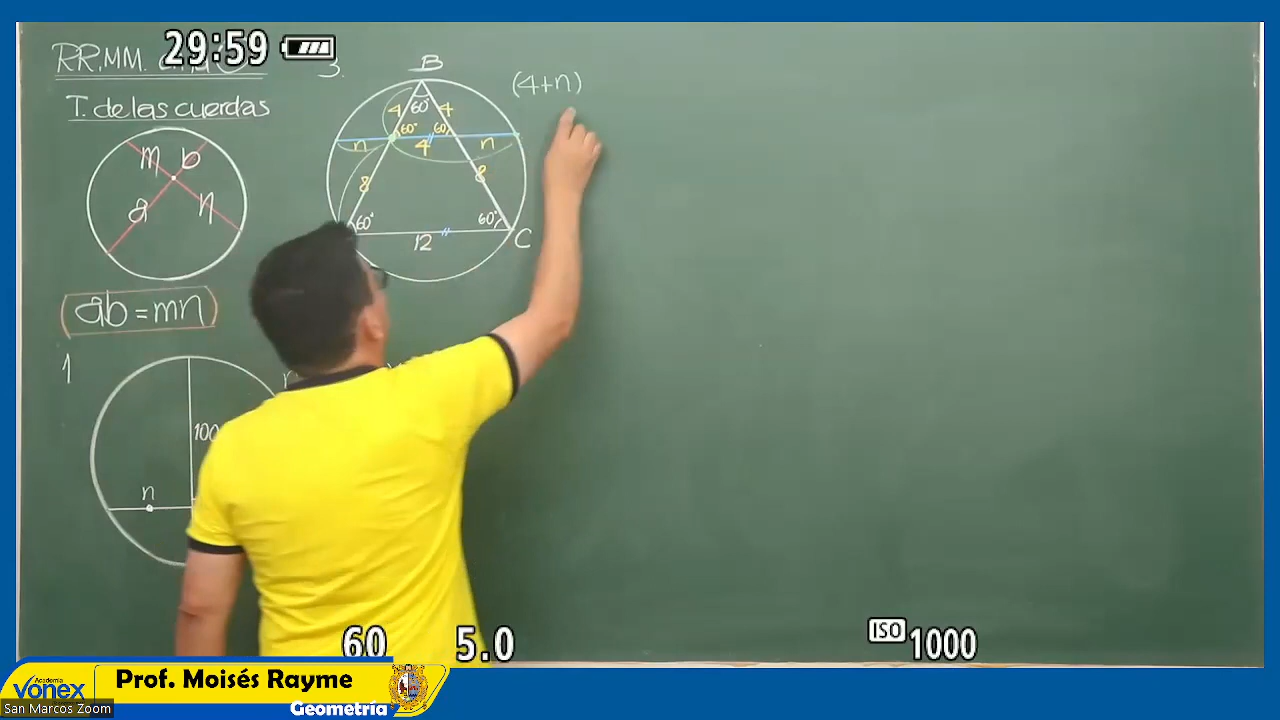 29:59
RR.MM.
T. de las cuerdas
m b
a n
ab = mn
1
100
n
3.
B
4 60° 4
60° 60°
n 4 n
8 8
60° 60°
12 C
(4+n)
60 5.0 ISO 1000
Academia
vonex
Prof. Moisés Rayme
Geometría
San Marcos Zoom